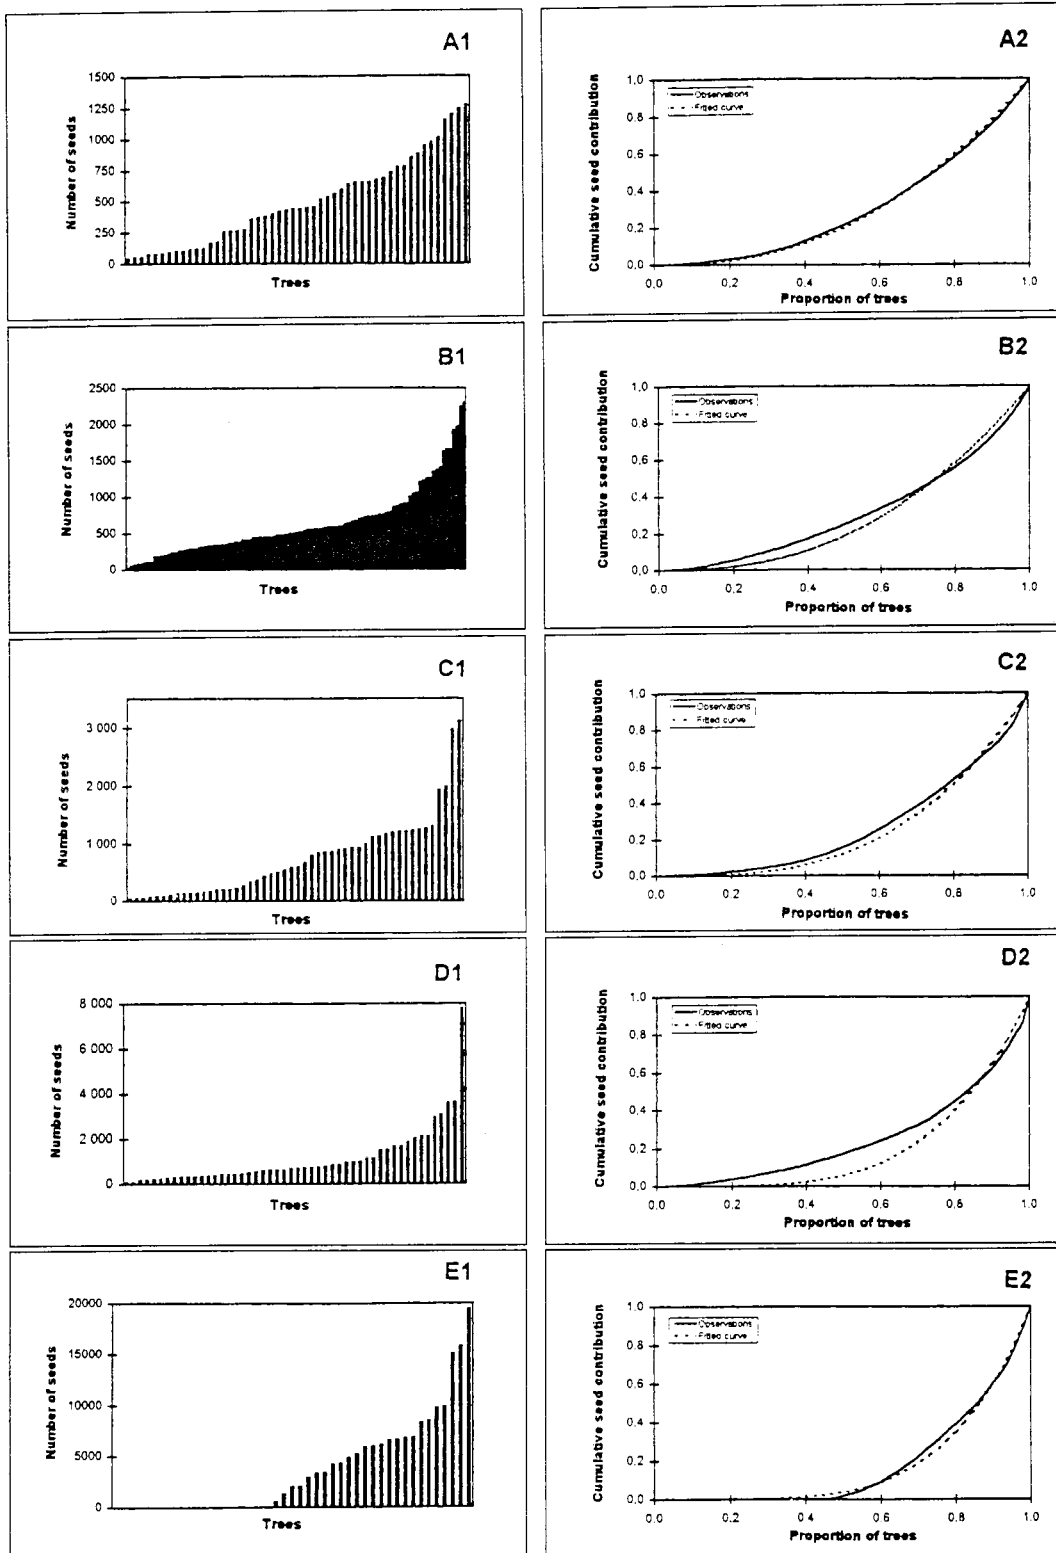 A1
1500
1250
1000
750
500
250
0
Number of seeds
Trees
A2
1.0
0.8
0.6
0.4
0.2
0.0
Cumulative seed contribution
Observations
Fitted curve
0.0 0.2 0.4 0.6 0.8 1.0
Proportion of trees
B1
2500
2000
1500
1000
500
0
Number of seeds
Trees
B2
1.0
0.8
0.6
0.4
0.2
0.0
Cumulative seed contribution
Observations
Fitted curve
0.0 0.2 0.4 0.6 0.8 1.0
Proportion of trees
C1
3 000
2 000
1 000
0
Number of seeds
Trees
C2
1.0
0.8
0.6
0.4
0.2
0.0
Cumulative seed contribution
Observations
Fitted curve
0.0 0.2 0.4 0.6 0.8 1.0
Proportion of trees
D1
8 000
6 000
4 000
2 000
0
Number of seeds
Trees
D2
1.0
0.8
0.6
0.4
0.2
0.0
Cumulative seed contribution
Observations
Fitted curve
0.0 0.2 0.4 0.6 0.8 1.0
Proportion of trees
E1
20000
15000
10000
5000
0
Number of seeds
Trees
E2
1.0
0.8
0.6
0.4
0.2
0.0
Cumulative seed contribution
Observations
Fitted curve
0.0 0.2 0.4 0.6 0.8 1.0
Proportion of trees